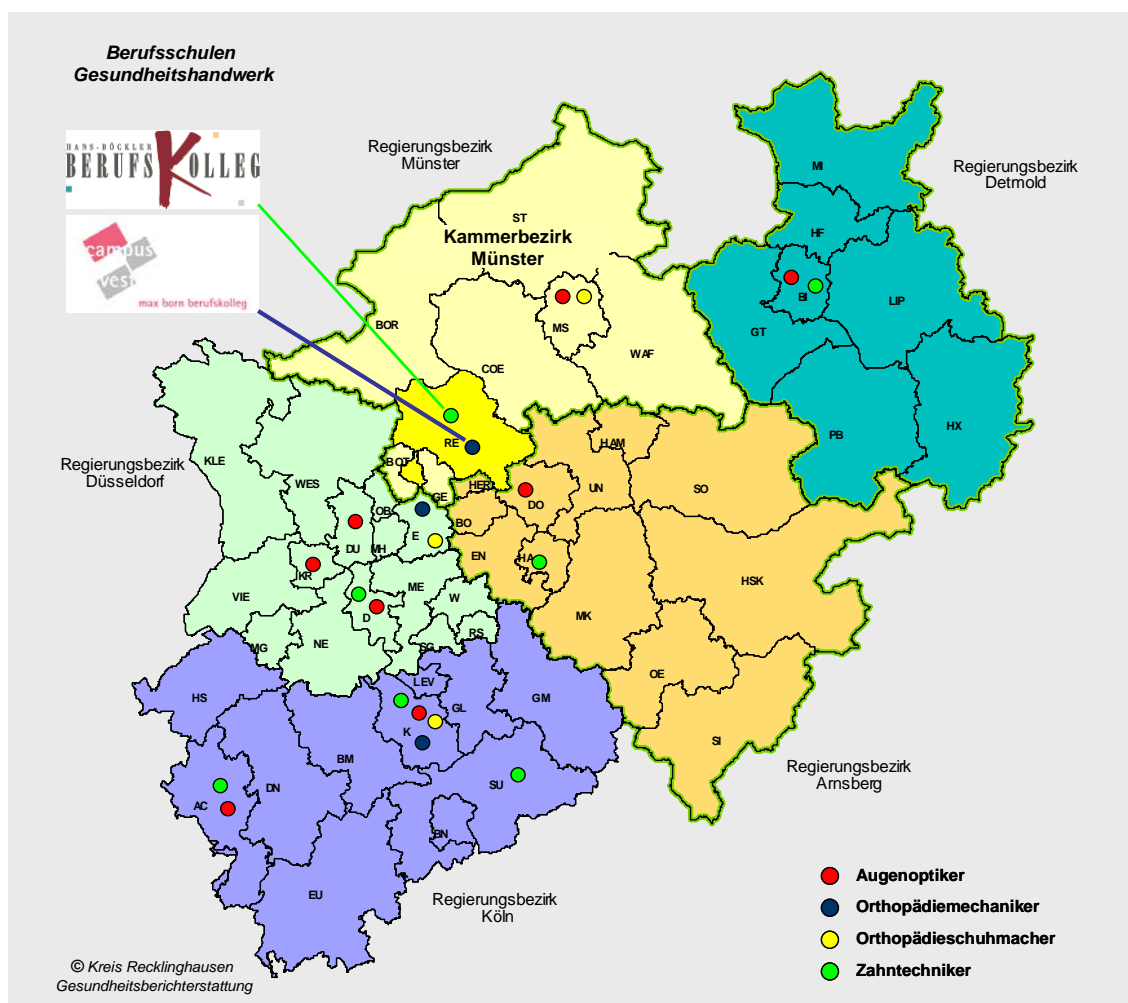 Berufsschulen
Gesundheitshandwerk
HANS-BÖCKLER
BERUFSKOLLEG
campus
vest
max born berufskolleg
Regierungsbezirk
Münster
Regierungsbezirk
Detmold
MI
ST
Kammerbezirk
Münster
HF
BI
LIP
GT
BOR
MS
WAF
COE
PB
HX
RE
HAM
Regierungsbezirk
Düsseldorf
KLE
BOT
WES
GE
HER
UN
SO
OB
DO
BO
E
DU
MH
EN
HA
KR
HSK
ME
VIE
W
D
MK
RS
NE
MG
SG
OE
LEV
HS
GL
GM
K
SI
BM
Regierungsbezirk
Arnsberg
DN
SU
AC
BN
EU
Regierungsbezirk
Köln
Augenoptiker
Orthopädiemechaniker
Orthopädieschuhmacher
Zahntechniker
© Kreis Recklinghausen
Gesundheitsberichterstattung